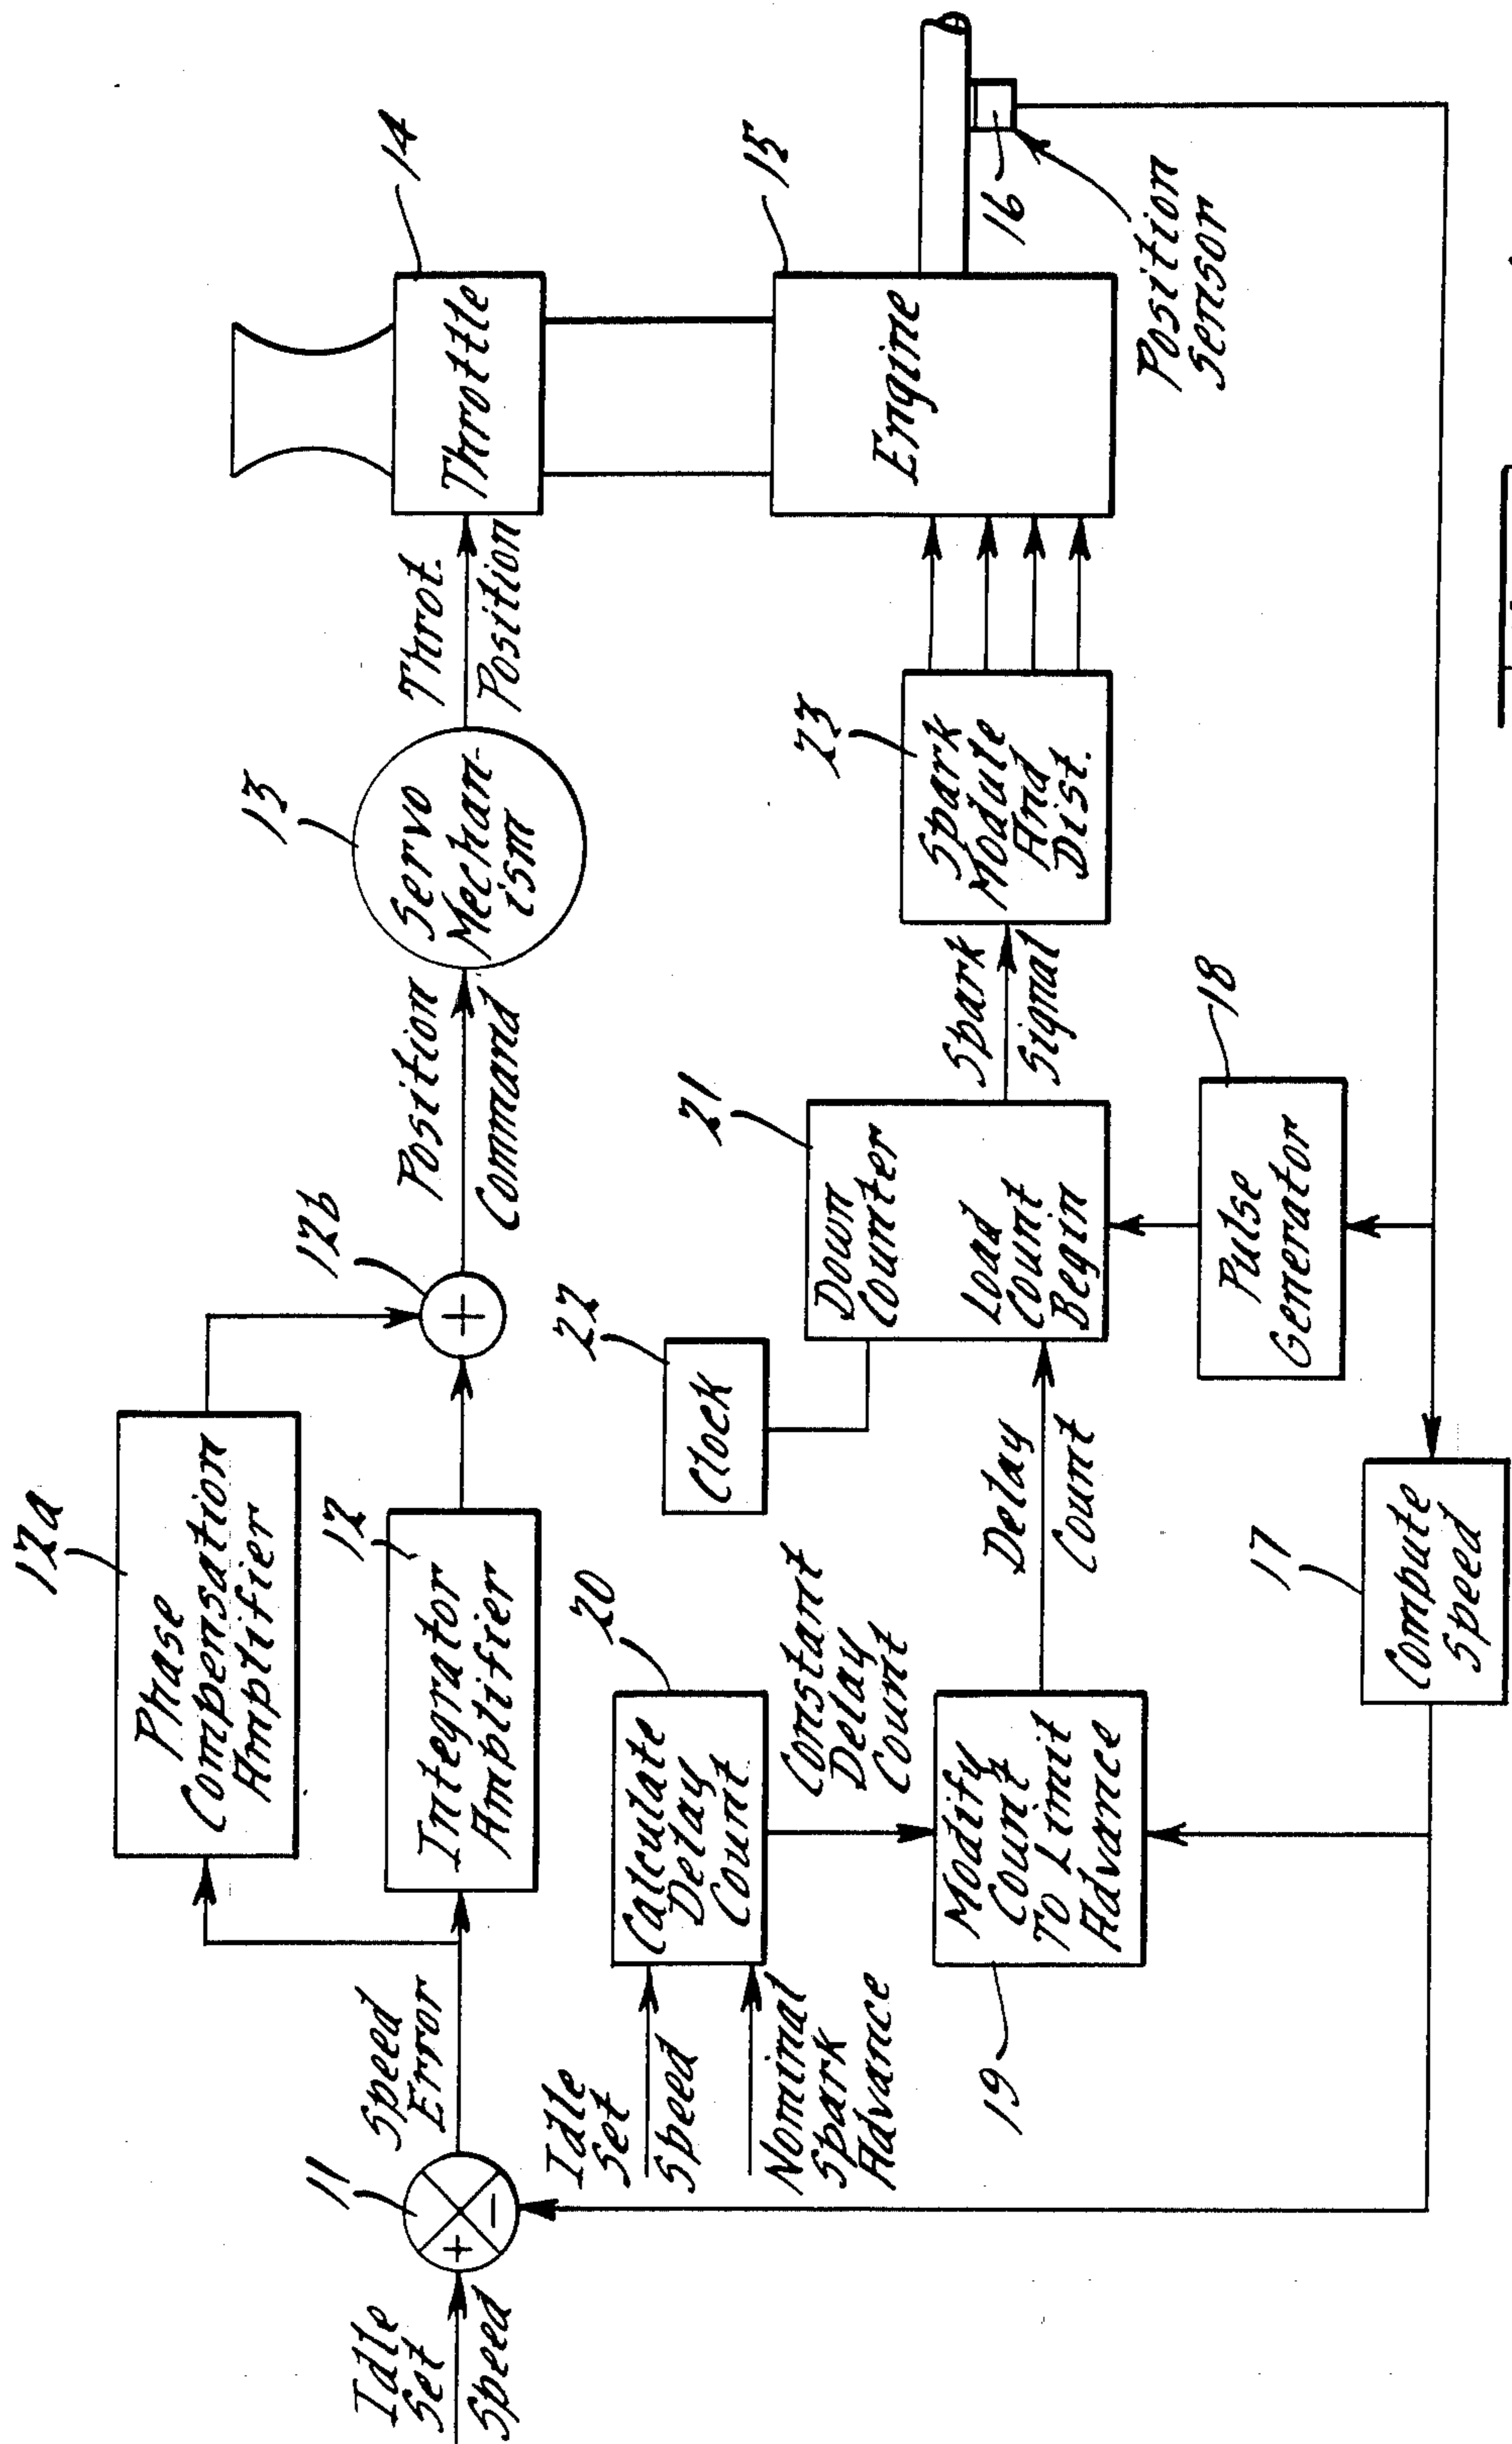 12a
Phase
Compensation
Amplifier
12
Integrator
Amplifier
12b
Position
Command
13
Servo
Mechan-
ism
Throt.
Position
14
Throttle
Idle
Set
Speed
11
+
−
Speed
Error
+
Idle
Set
Speed
Nominal
Spark
Advance
20
Calculate
Delay
Count
Constant
Delay
Count
22
Clock
21
Down
Counter
Load
Count
Begin
Spark
Signal
23
Spark
Module
And
Dist.
15
Engine
16
Position
Sensor
19
Modify
Count
To Limit
Advance
Delay
Count
18
Pulse
Generator
17
Compute
Speed